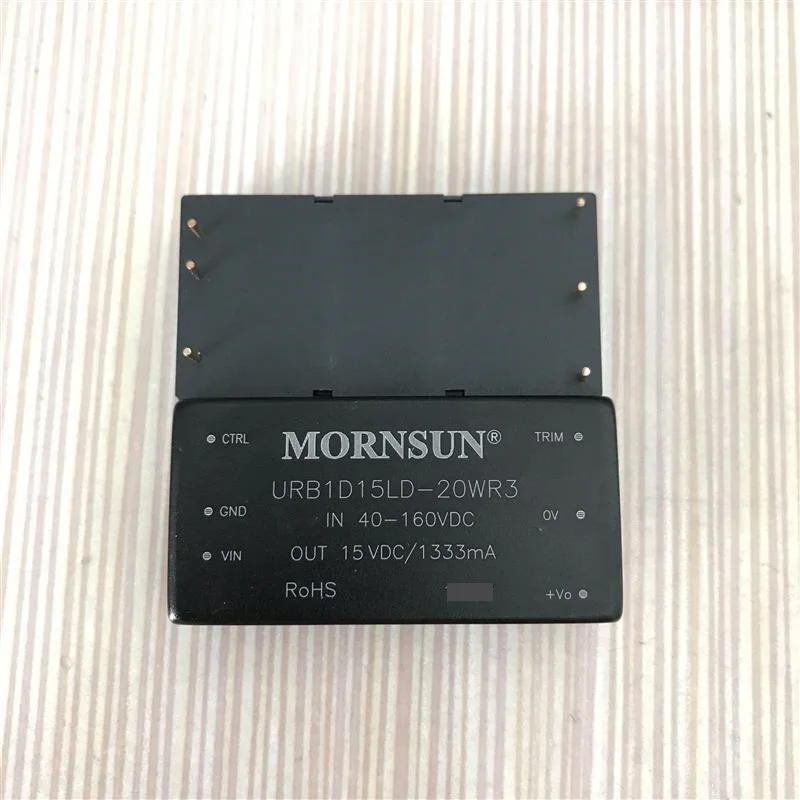 CTRL MORNSUN® TRIM
URB1D15LD-20WR3
GND IN 40-160VDC 0V
VIN OUT 15VDC/1333mA
RoHS +Vo